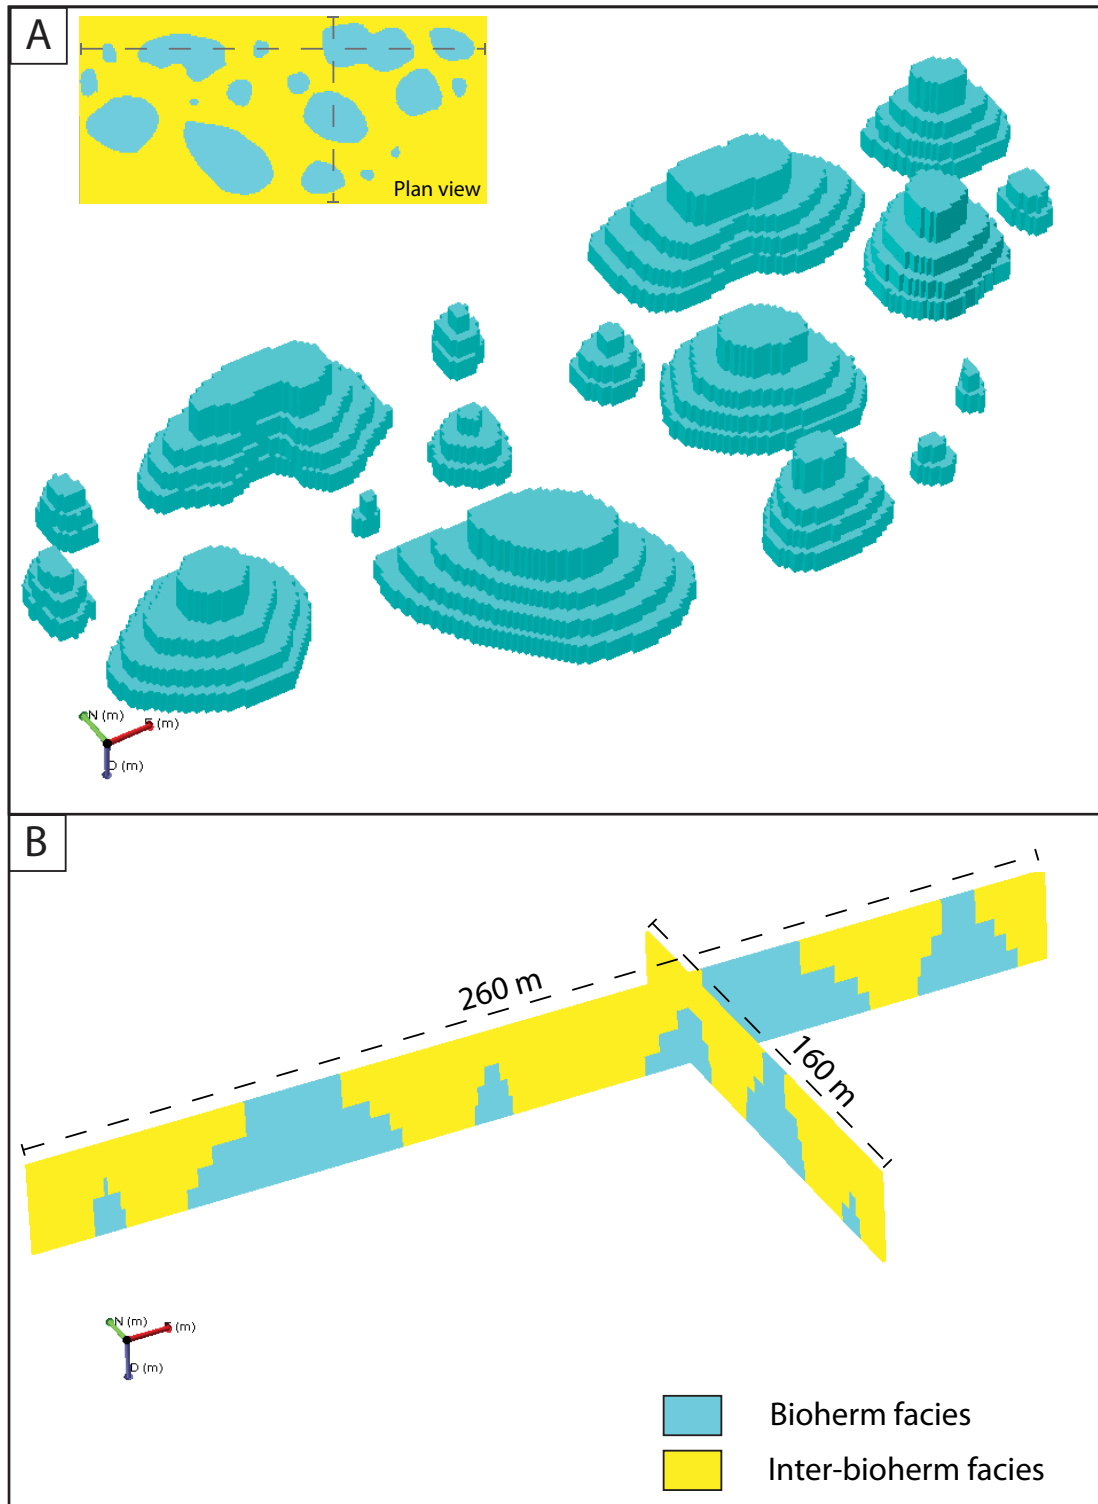 A
Plan view
N (m)
E (m)
D (m)
B
260 m
160 m
N (m)
E (m)
D (m)
Bioherm facies
Inter-bioherm facies